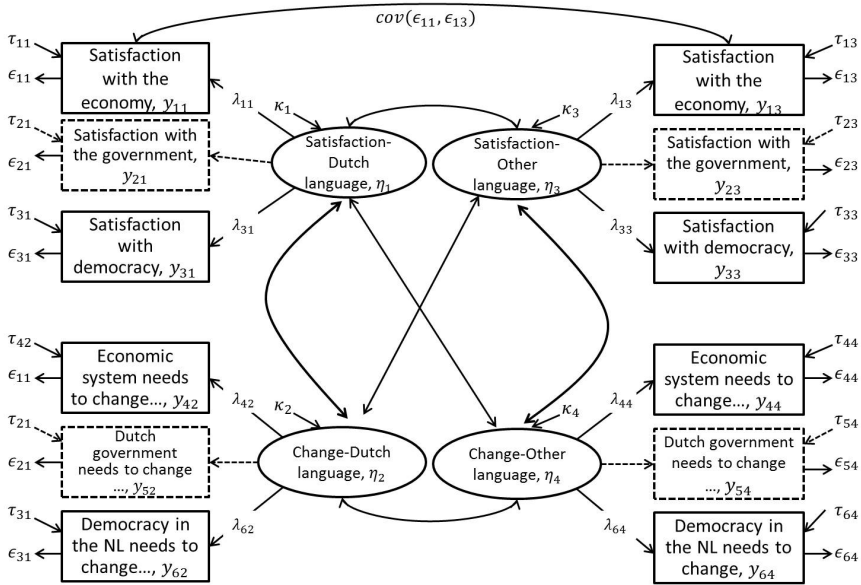 cov(ϵ₁₁, ϵ₁₃)
τ₁₁
ϵ₁₁
Satisfaction
with the
economy, y₁₁
λ₁₁
κ₁
τ₂₁
ϵ₂₁
Satisfaction with
the government,
y₂₁
Satisfaction-
Dutch
language, η₁
τ₃₁
ϵ₃₁
Satisfaction
with
democracy, y₃₁
λ₃₁
κ₃
λ₁₃
Satisfaction
with the
economy, y₁₃
τ₁₃
ϵ₁₃
Satisfaction-
Other
language, η₃
Satisfaction with
the government,
y₂₃
τ₂₃
ϵ₂₃
λ₃₃
Satisfaction
with democracy,
y₃₃
τ₃₃
ϵ₃₃
τ₄₂
ϵ₁₁
Economic
system needs
to change…, y₄₂
λ₄₂
κ₂
τ₂₁
ϵ₂₁
Dutch
government
needs to change
…, y₅₂
Change-Dutch
language, η₂
τ₃₁
ϵ₃₁
Democracy in
the NL needs to
change…, y₆₂
λ₆₂
κ₄
λ₄₄
Economic
system needs to
change…, y₄₄
τ₄₄
ϵ₄₄
Change-Other
language, η₄
Dutch government
needs to change
…, y₅₄
τ₅₄
ϵ₅₄
λ₆₄
Democracy in
the NL needs to
change, y₆₄
τ₆₄
ϵ₆₄